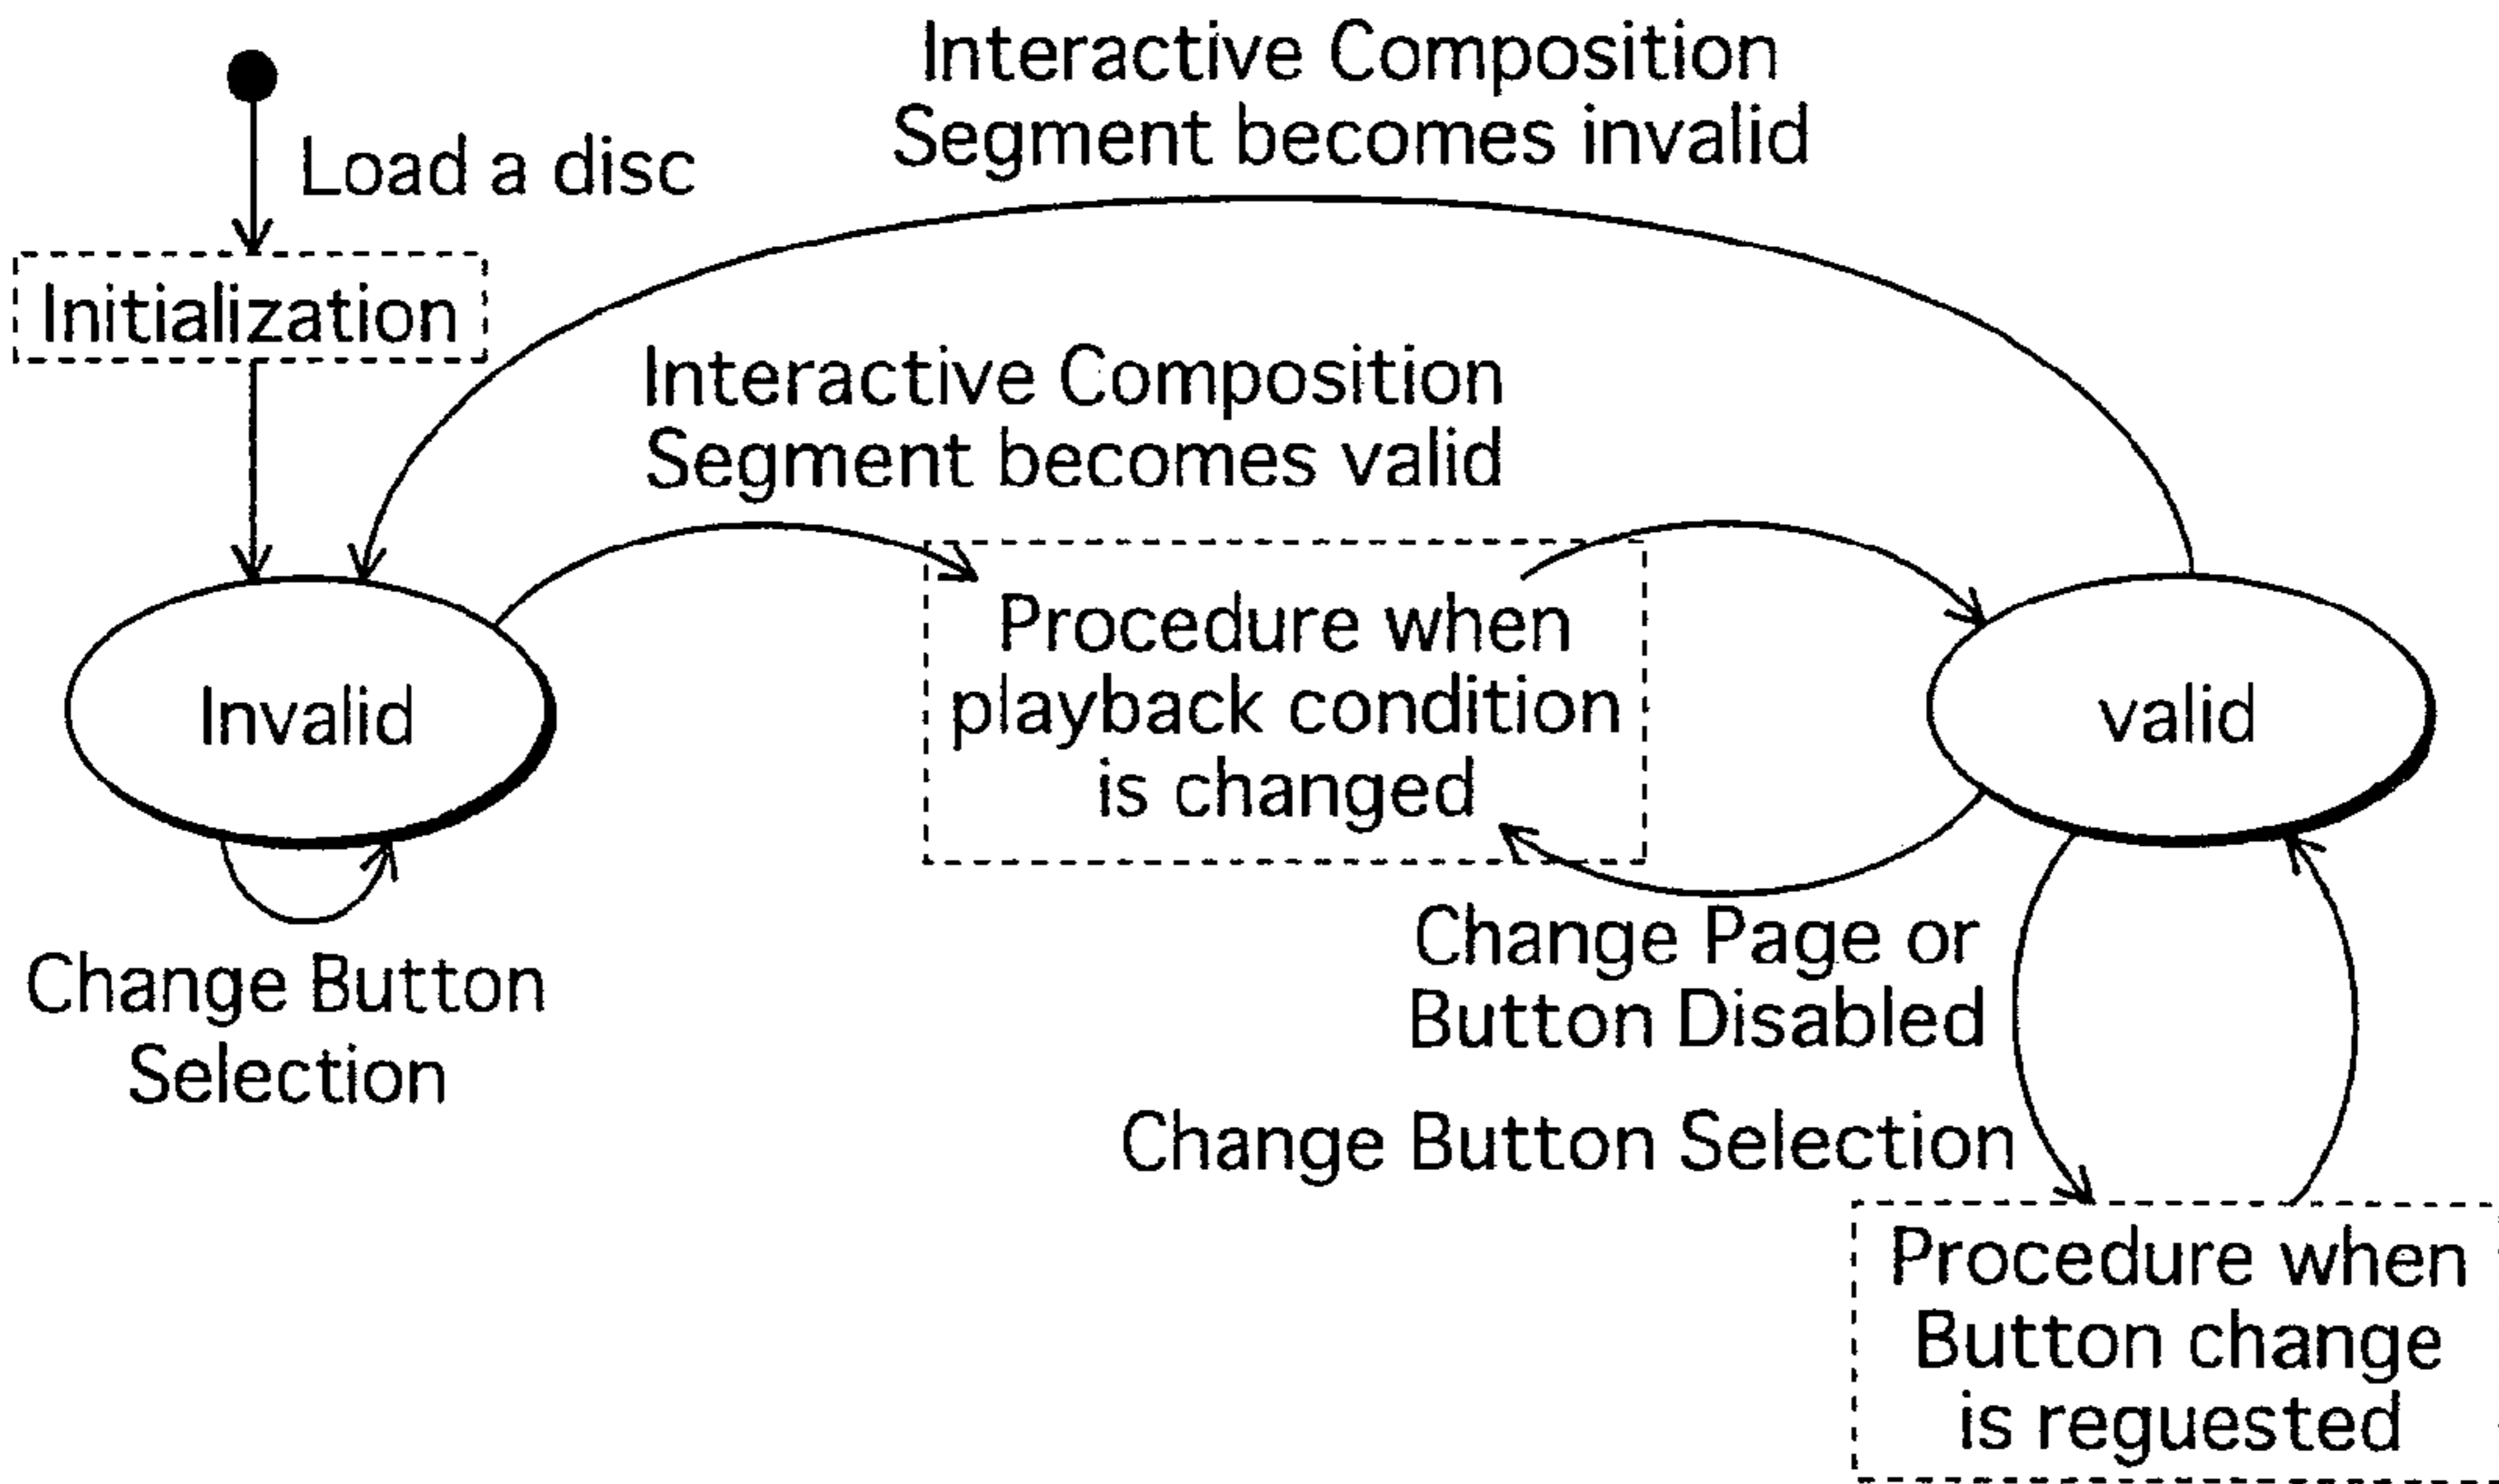 Interactive Composition
Segment becomes invalid
Load a disc
Initialization
Interactive Composition
Segment becomes valid
Invalid
Procedure when
playback condition
is changed
valid
Change Button
Selection
Change Page or
Button Disabled
Change Button Selection
Procedure when
Button change
is reguested